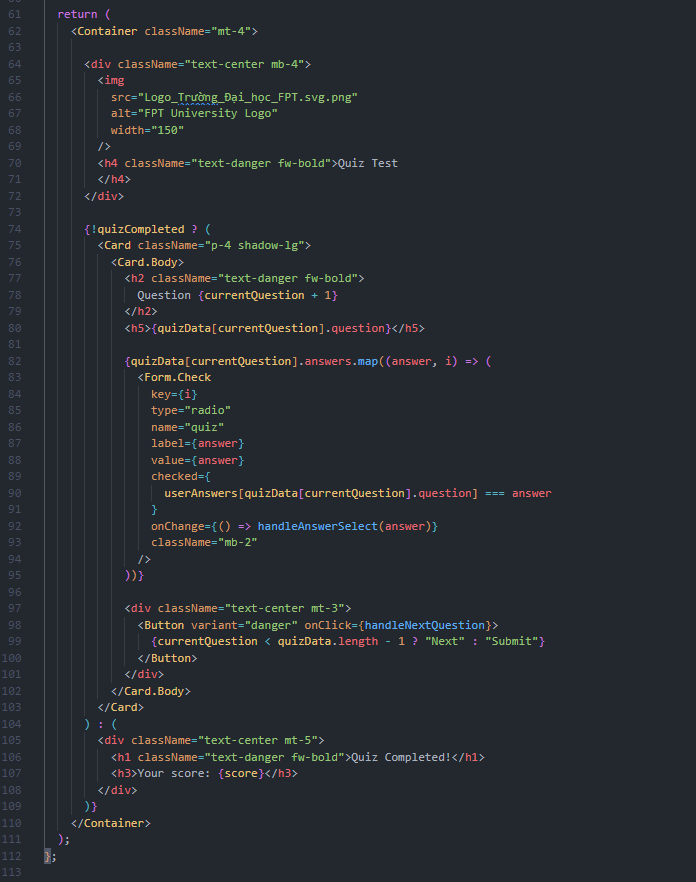 61 return (
62 <Container className="mt-4">
63
64 <div className="text-center mb-4">
65 <img
66 src="Logo_Trường_Đại_học_FPT.svg.png"
67 alt="FPT University Logo"
68 width="150"
69 />
70 <h4 className="text-danger fw-bold">Quiz Test
71 </h4>
72 </div>
73
74 {!quizCompleted ? (
75 <Card className="p-4 shadow-lg">
76 <Card.Body>
77 <h2 className="text-danger fw-bold">
78 Question {currentQuestion + 1}
79 </h2>
80 <h5>{quizData[currentQuestion].question}</h5>
81
82 {quizData[currentQuestion].answers.map((answer, i) => (
83 <Form.Check
84 key={i}
85 type="radio"
86 name="quiz"
87 label={answer}
88 value={answer}
89 checked={
90 userAnswers[quizData[currentQuestion].question] === answer
91 }
92 onChange={() => handleAnswerSelect(answer)}
93 className="mb-2"
94 />
95 ))}
96
97 <div className="text-center mt-3">
98 <Button variant="danger" onClick={handleNextQuestion}>
99 {currentQuestion < quizData.length - 1 ? "Next" : "Submit"}
100 </Button>
101 </div>
102 </Card.Body>
103 </Card>
104 ) : (
105 <div className="text-center mt-5">
106 <h1 className="text-danger fw-bold">Quiz Completed!</h1>
107 <h3>Your score: {score}</h3>
108 </div>
109 )}
110 </Container>
111 );
112 };
113